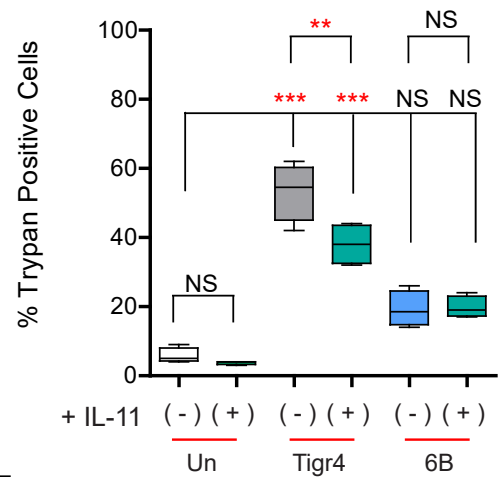 NS
**
100
% Trypan Positive Cells
80
*** *** NS NS
60
40
NS
20
0
+ IL-11 (-) (+) (-) (+) (-) (+)
Un Tigr4 6B